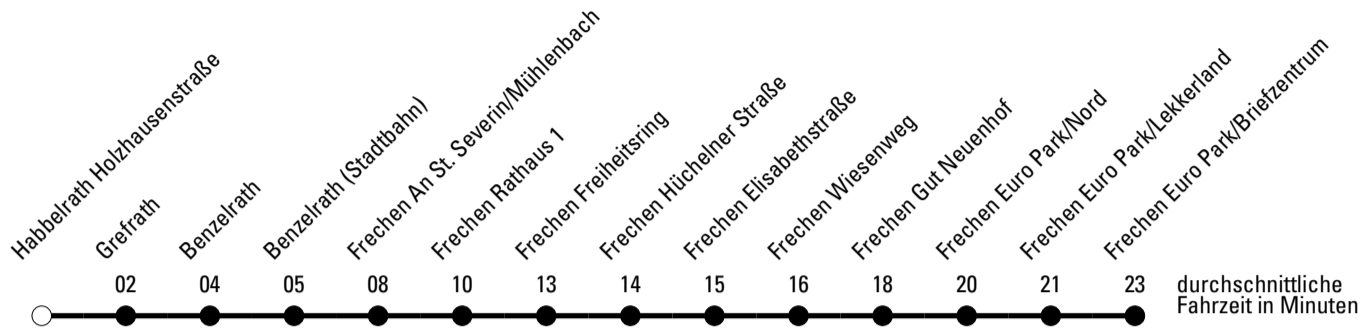 Habbelrath Holzhausenstraße
Grefrath
Benzelrath
Benzelrath (Stadtbahn)
Frechen An St. Severin/Mühlenbach
Frechen Rathaus 1
Frechen Freiheitsring
Frechen Hüchelner Straße
Frechen Elisabethstraße
Frechen Wiesenweg
Frechen Gut Neuenhof
Frechen Euro Park/Nord
Frechen Euro Park/Lekkerland
Frechen Euro Park/Briefzentrum
02 04 05 08 10 13 14 15 16 18 20 21 23
durchschnittliche
Fahrzeit in Minuten